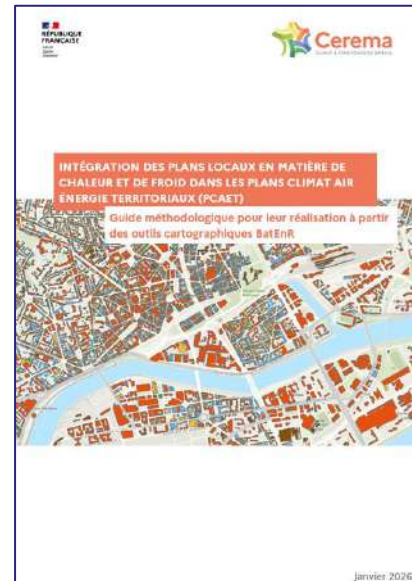 RÉPUBLIQUE
FRANÇAISE
Cerema
INTÉGRATION DES PLANS LOCAUX EN MATIÈRE DE
CHALEUR ET DE FROID DANS LES PLANS CLIMAT AIR
ÉNERGIE TERRITORIAUX (PCAET)
Guide méthodologique pour leur réalisation à partir
des outils cartographiques BatEnR
Janvier 2026